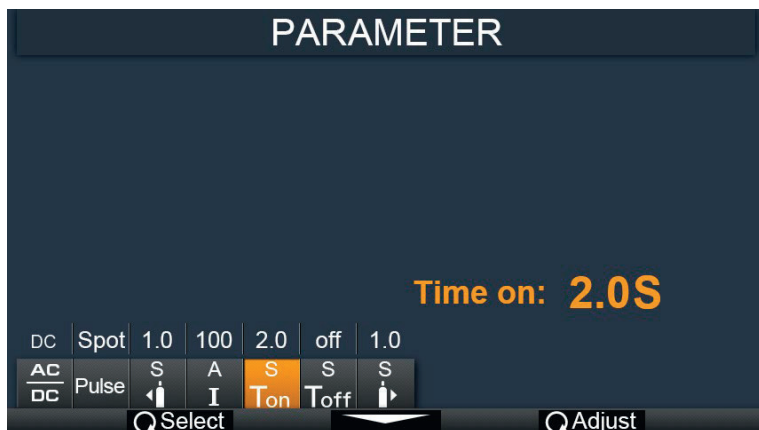 PARAMETER
Time on: 2.0S
DC Spot 1.0 100 2.0 off 1.0
AC DC Pulse S A I S Ton S Toff S
Select Adjust